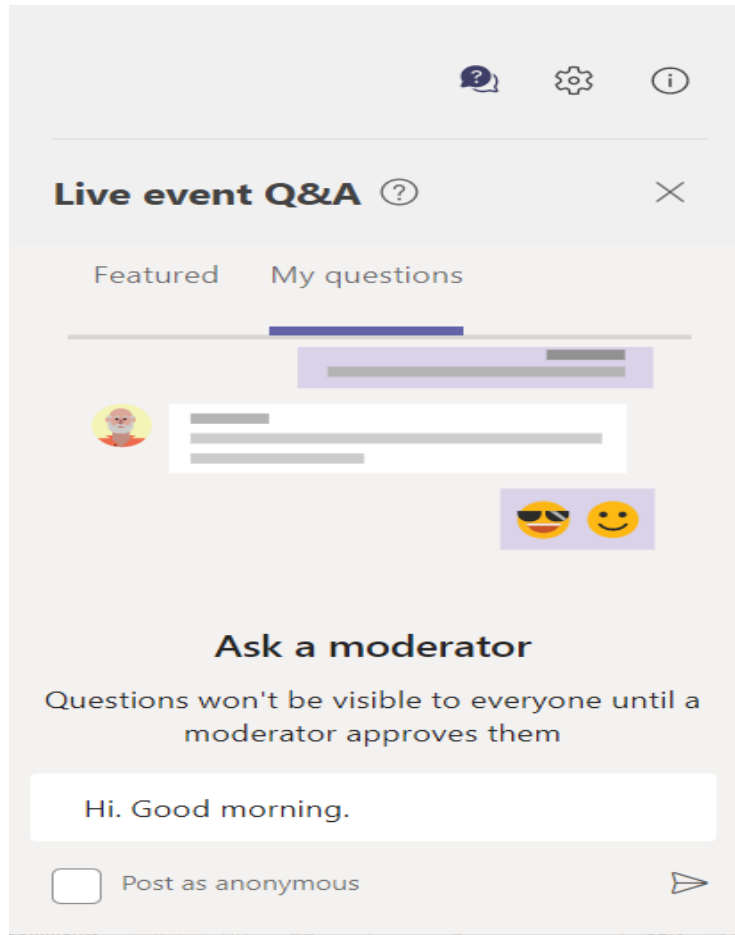 Live event Q&A
Featured My questions
Ask a moderator
Questions won't be visible to everyone until a
moderator approves them
Hi. Good morning.
Post as anonymous